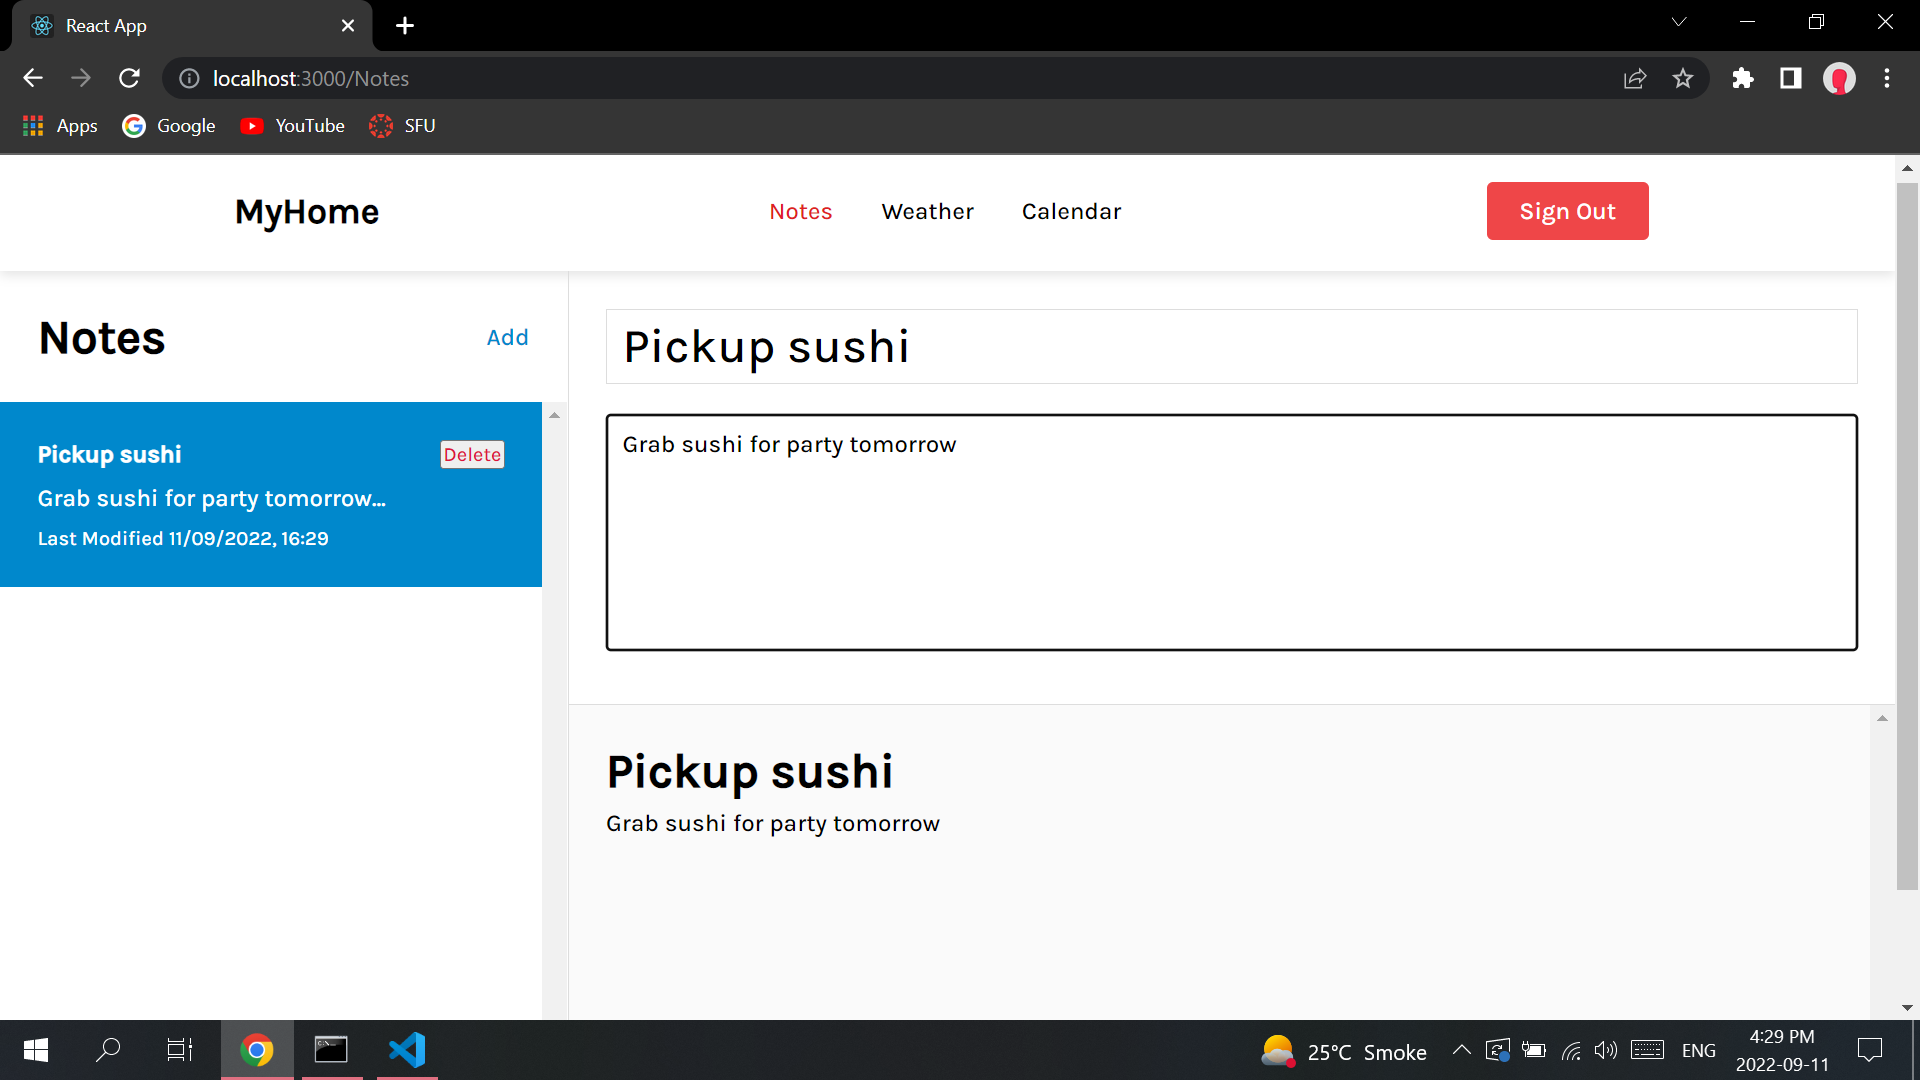 React App
localhost:3000/Notes
Apps
Google
YouTube
SFU
MyHome
Notes
Weather
Calendar
Sign Out
Notes
Add
Pickup sushi
Delete
Grab sushi for party tomorrow...
Last Modified 11/09/2022, 16:29
Pickup sushi
Grab sushi for party tomorrow
Pickup sushi
Grab sushi for party tomorrow
25°C Smoke
ENG
4:29 PM
2022-09-11